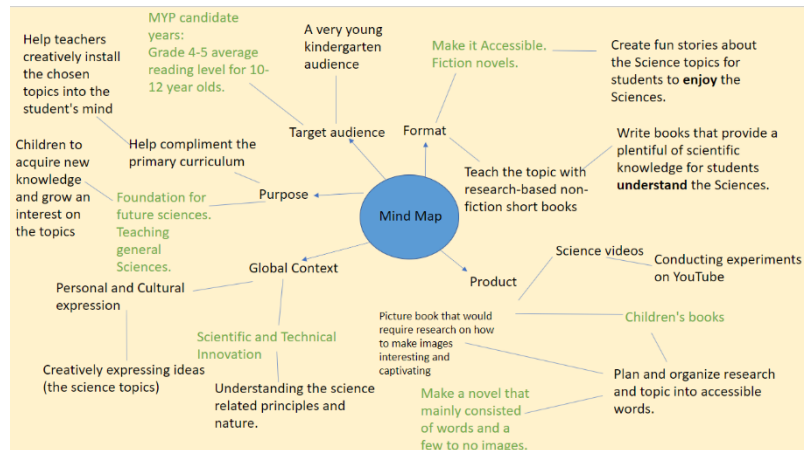 Help teachers
creatively install
the chosen
topics into the
student's mind
MYP candidate
years:
Grade 4-5 average
reading level for 10-
12 year olds.
A very young
kindergarten
audience
Make it Accessible.
Fiction novels.
Create fun stories about
the Science topics for
students to enjoy the
Sciences.
Target audience
Format
Children to
acquire new
knowledge
and grow an
interest on
the topics
Help compliment the
primary curriculum
Purpose
Foundation for
future sciences.
Teaching
general
Sciences.
Teach the topic with
research-based non-
fiction short books
Write books that provide a
plentiful of scientific
knowledge for students
understand the Sciences.
Mind Map
Global Context
Personal and Cultural
expression
Creatively expressing ideas
(the science topics)
Scientific and Technical
Innovation
Understanding the science
related principles and
nature.
Product
Science videos
Conducting experiments
on YouTube
Picture book that would
require research on how
to make images
interesting and
captivating
Children's books
Plan and organize research
and topic into accessible
words.
Make a novel that
mainly consisted
of words and a
few to no images.